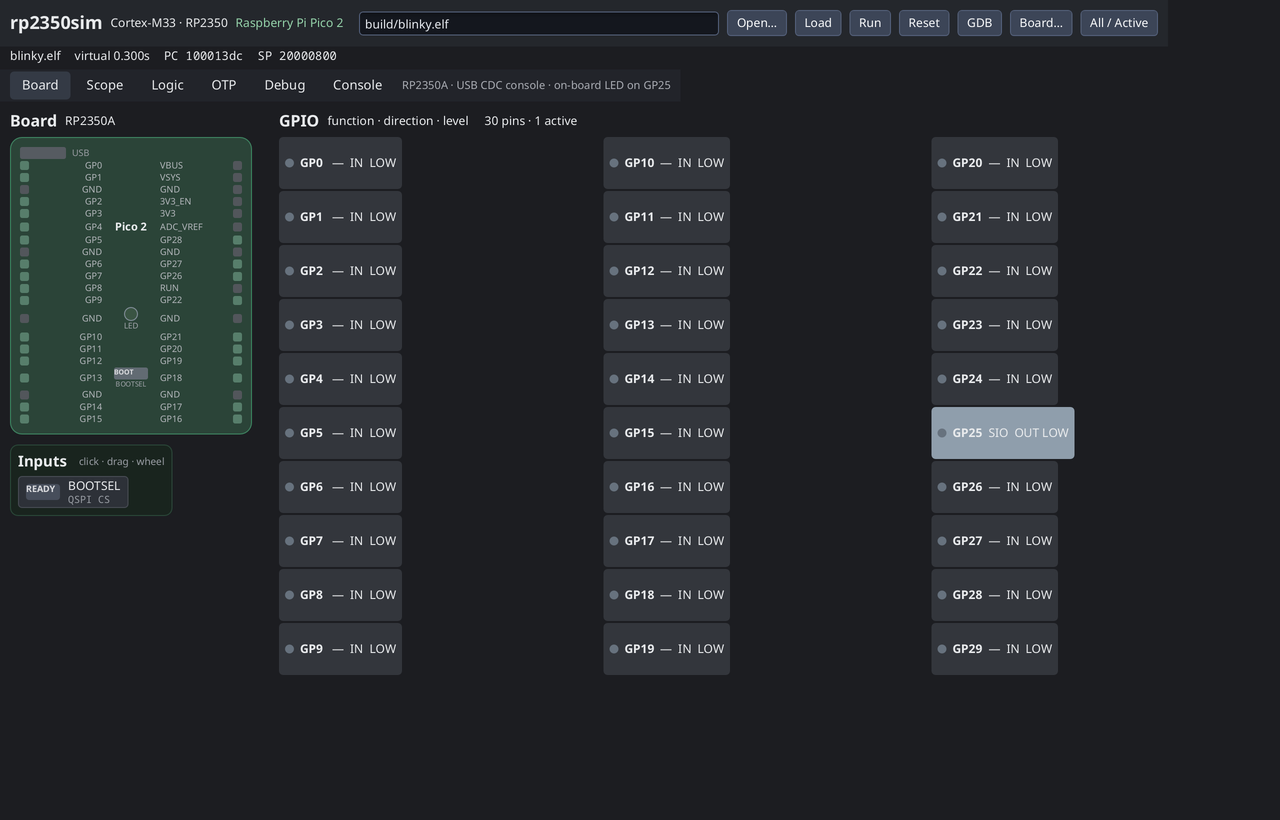 rp2350sim Cortex-M33 · RP2350 Raspberry Pi Pico 2 build/blinky.elf Open... Load Run Reset GDB Board... All / Active
blinky.elf virtual 0.300s PC 100013dc SP 20000800
Board Scope Logic OTP Debug Console RP2350A · USB CDC console · on-board LED on GP25
Board RP2350A
USB
GP0 VBUS
GP1 VSYS
GND GND
GP2 3V3_EN
GP3 3V3
GP4 Pico 2 ADC_VREF
GP5 GP28
GND GND
GP6 GP27
GP7 GP26
GP8 RUN
GP9 GP22
GND GND
LED
GP10 GP21
GP11 GP20
GP12 GP19
GP13 BOOT GP18
BOOTSEL
GND GND
GP14 GP17
GP15 GP16
Inputs click · drag · wheel
READY BOOTSEL
QSPI CS
GPIO function · direction · level 30 pins · 1 active
GP0 — IN LOW
GP1 — IN LOW
GP2 — IN LOW
GP3 — IN LOW
GP4 — IN LOW
GP5 — IN LOW
GP6 — IN LOW
GP7 — IN LOW
GP8 — IN LOW
GP9 — IN LOW
GP10 — IN LOW
GP11 — IN LOW
GP12 — IN LOW
GP13 — IN LOW
GP14 — IN LOW
GP15 — IN LOW
GP16 — IN LOW
GP17 — IN LOW
GP18 — IN LOW
GP19 — IN LOW
GP20 — IN LOW
GP21 — IN LOW
GP22 — IN LOW
GP23 — IN LOW
GP24 — IN LOW
GP25 SIO OUT LOW
GP26 — IN LOW
GP27 — IN LOW
GP28 — IN LOW
GP29 — IN LOW